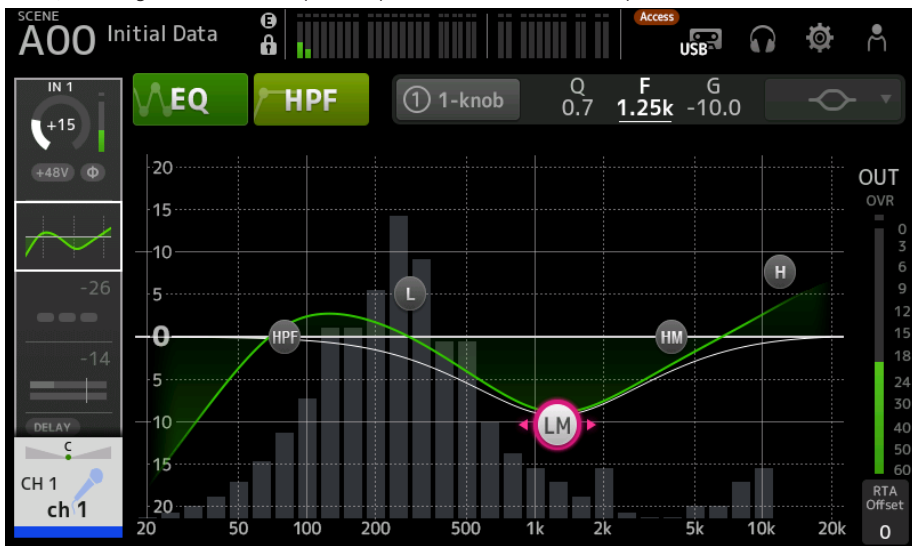 SCENE
A00 Initial Data
E
Access
USB
IN 1
+15
+48V Φ
EQ
HPF
1 1-knob
Q F G
0.7 1.25k -10.0
-26
-14
DELAY
C
CH 1
ch 1
20
15
10
5
0
5
10
15
20
HPF
L
LM
HM
H
20 50 100 200 500 1k 2k 5k 10k 20k
OUT
OVR
0
3
6
9
12
15
18
24
30
40
50
60
RTA
Offset
0